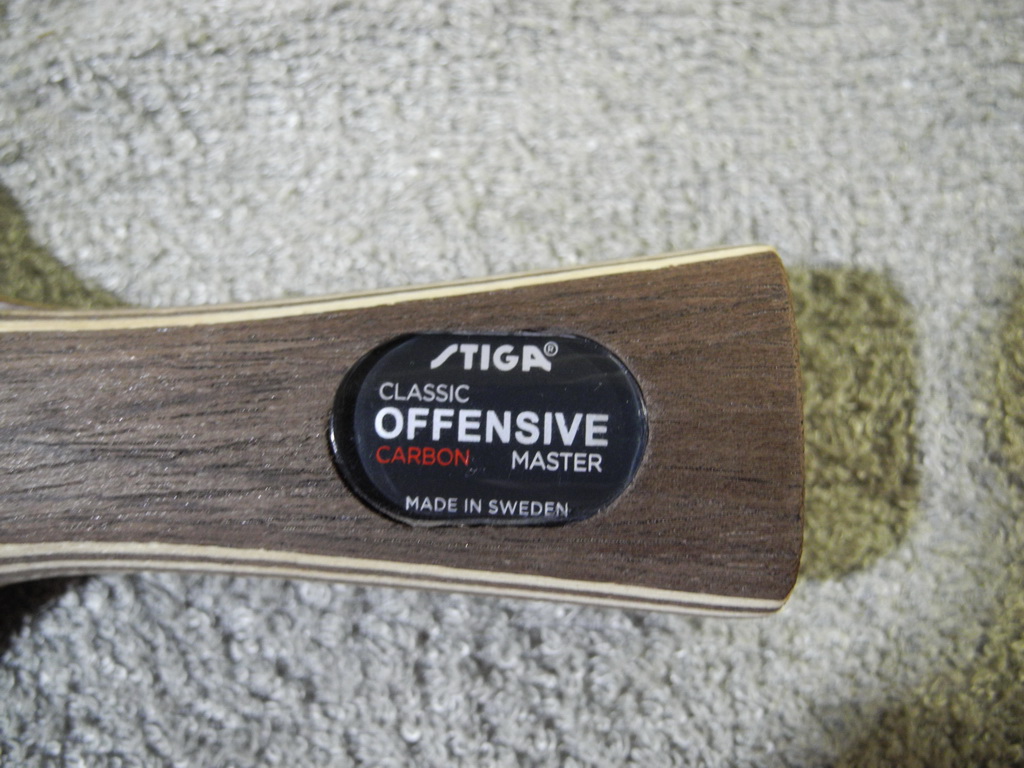 STIGA®
CLASSIC
OFFENSIVE
CARBON MASTER
MADE IN SWEDEN